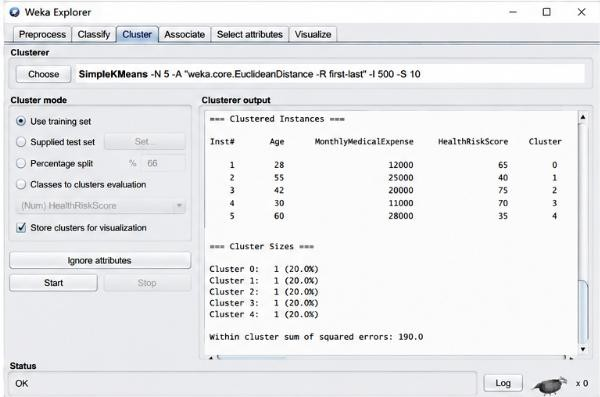 Weka Explorer
Preprocess Classify Cluster Associate Select attributes Visualize
Clusterer
Choose SimpleKMeans -N 5 -A "weka.core.EuclideanDistance -R first-last" -I 500 -S 10
Cluster mode
Use training set
Supplied test set Set...
Percentage split % 66
Classes to clusters evaluation
(Num) HealthRiskScore
Store clusters for visualization
Ignore attributes
Start Stop
Clusterer output
=== Clustered Instances ===
Inst# Age MonthlyMedicalExpense HealthRiskScore Cluster
1 28 12000 65 0
2 55 25000 40 1
3 42 20000 75 2
4 30 11000 70 3
5 60 28000 35 4
=== Cluster Sizes ===
Cluster 0: 1 (20.0%)
Cluster 1: 1 (20.0%)
Cluster 2: 1 (20.0%)
Cluster 3: 1 (20.0%)
Cluster 4: 1 (20.0%)
Within cluster sum of squared errors: 190.0
Status
OK Log x 0